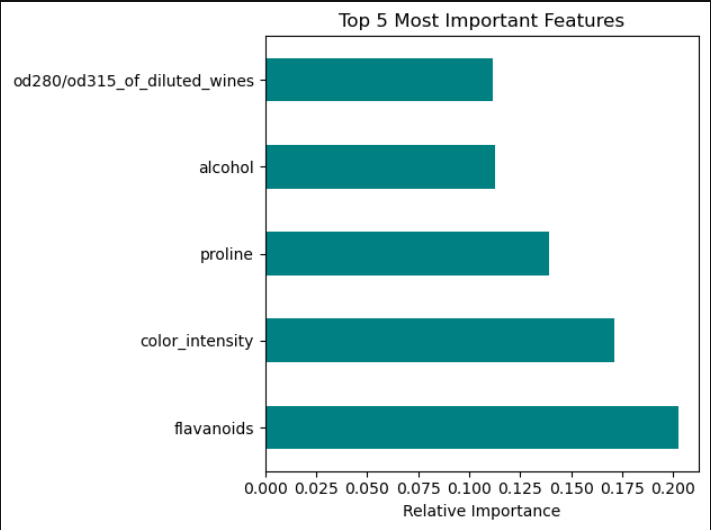 Top 5 Most Important Features
od280/od315_of_diluted_wines
alcohol
proline
color_intensity
flavanoids
0.000 0.025 0.050 0.075 0.100 0.125 0.150 0.175 0.200
Relative Importance